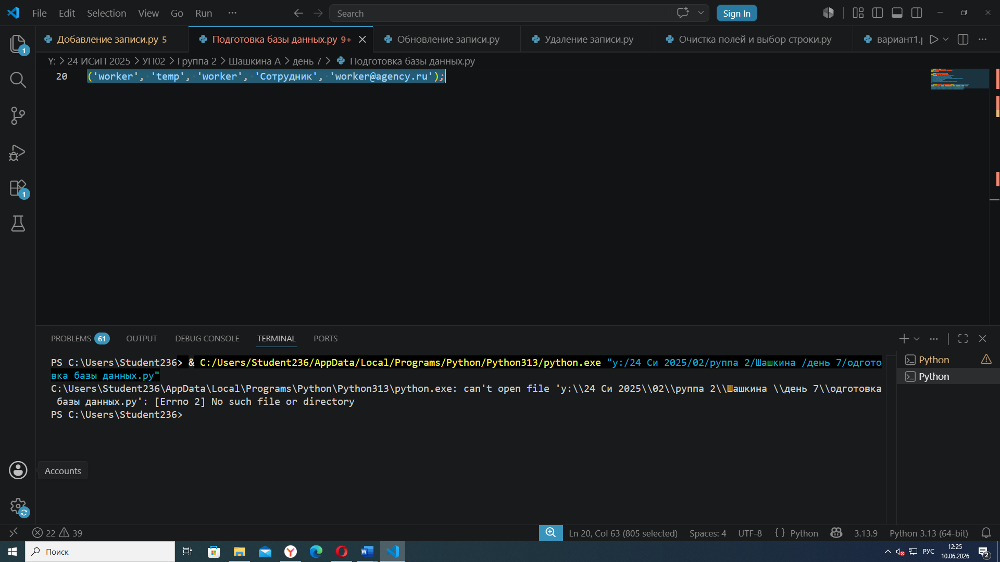 File Edit Selection View Go Run ··· Search Sign In
Добавление записи.py 5 Подготовка базы данных.py 9+ Обновление записи.py Удаление записи.py Очистка полей и выбор строки.py вариант1.p
Y: > 24 ИСиП 2025 > УП02 > Группа 2 > Шашкина А > день 7 > Подготовка базы данных.py
20 ('worker', 'temp', 'worker', 'Сотрудник', 'worker@agency.ru');
1
1
PROBLEMS 61 OUTPUT DEBUG CONSOLE TERMINAL PORTS
PS C:\Users\Student236> & C:/Users/Student236/AppData/Local/Programs/Python/Python313/python.exe "y:/24 Си 2025/02/руппа 2/Шашкина /день 7/одгото
вка базы данных.py"
C:\Users\Student236\AppData\Local\Programs\Python\Python313\python.exe: can't open file 'y:\\24 Си 2025\\02\\руппа 2\\Шашкина \\день 7\\одготовка
базы данных.py': [Errno 2] No such file or directory
PS C:\Users\Student236>
Python
Python
Accounts
22 39 Ln 20, Col 63 (805 selected) Spaces: 4 UTF-8 { } Python 3.13.9 Python 3.13 (64-bit)
Поиск РУС 12:25
10.06.2026 2